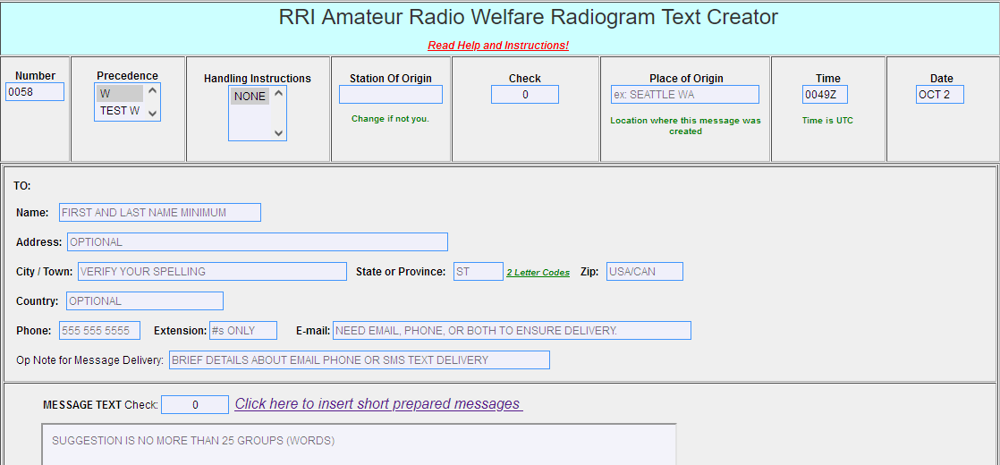 RRI Amateur Radio Welfare Radiogram Text Creator
Read Help and Instructions!
Number Precedence Handling Instructions Station Of Origin Check Place of Origin Time Date
0058 W NONE 0 ex: SEATTLE WA 0049Z OCT 2
TEST W Change if not you. Location where this message was Time is UTC
created
TO:
Name: FIRST AND LAST NAME MINIMUM
Address: OPTIONAL
City / Town: VERIFY YOUR SPELLING State or Province: ST 2 Letter Codes Zip: USA/CAN
Country: OPTIONAL
Phone: 555 555 5555 Extension: #s ONLY E-mail: NEED EMAIL, PHONE, OR BOTH TO ENSURE DELIVERY.
Op Note for Message Delivery: BRIEF DETAILS ABOUT EMAIL PHONE OR SMS TEXT DELIVERY
MESSAGE TEXT Check: 0 Click here to insert short prepared messages
SUGGESTION IS NO MORE THAN 25 GROUPS (WORDS)